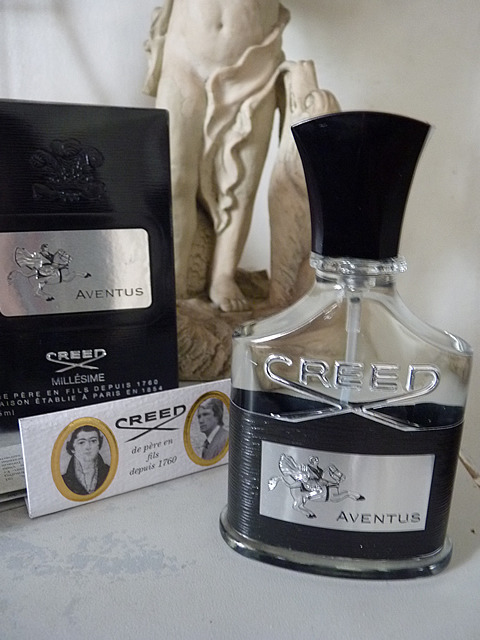 AVENTUS
CREED
MILLÉSIME
DE PÈRE EN FILS DEPUIS 1760
MAISON ÉTABLIE À PARIS EN 1854
ml
CREED
de père en
fils
depuis 1760
CREED
AVENTUS